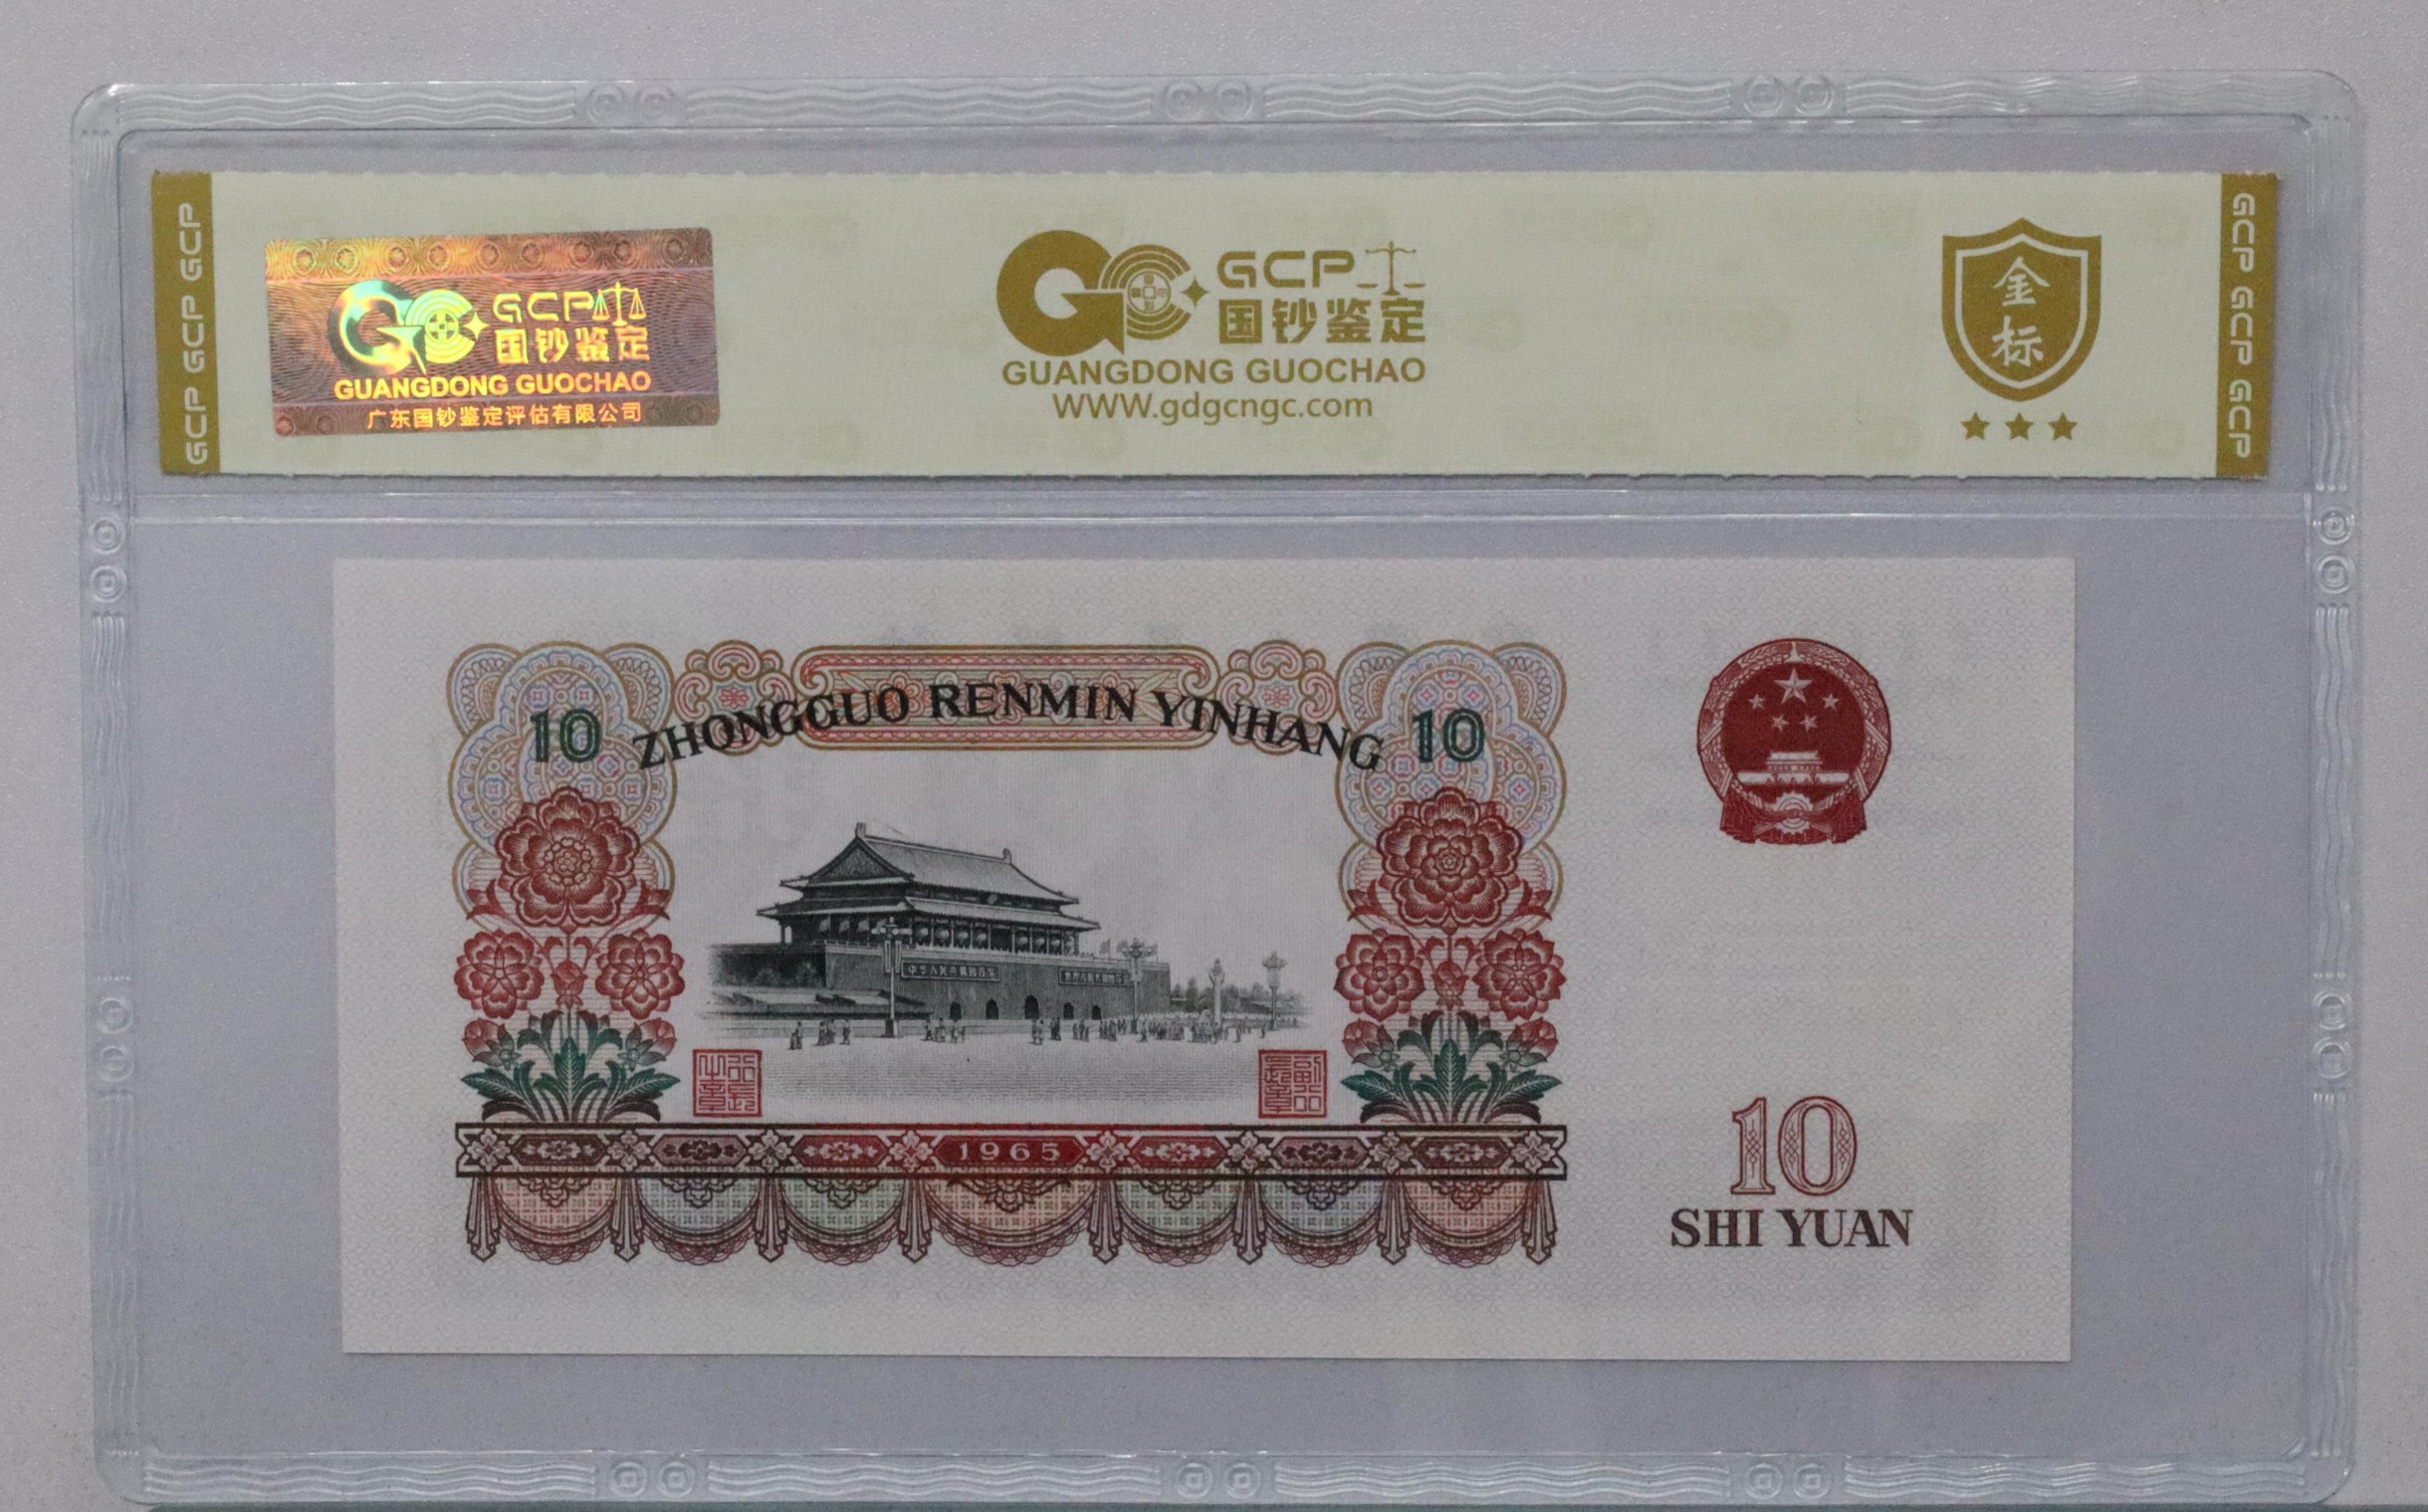 GCP GCP GCP
GCP
国钞鉴定
GUANGDONG GUOCHAO
广东国钞鉴定评估有限公司
GCP
国钞鉴定
GUANGDONG GUOCHAO
WWW.gdgcngc.com
金
标
GCP GCP GCP
10 ZHONGGUO RENMIN YINHANG 10
1965
10
SHI YUAN